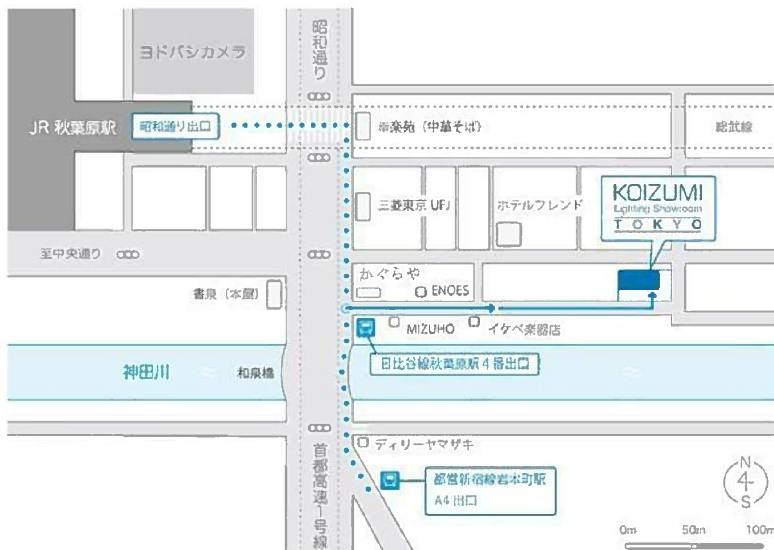 昭和通り
ヨドバシカメラ
JR 秋葉原駅
昭和通り出口
幸楽苑（中華そば）
総武線
三菱東京 UFJ
ホテルフレンド
KOIZUMI
Lighting Showroom
TOKYO
至中央通り
書泉（本屋）
かぐらや
ENOES
MIZUHO
イケベ楽器店
日比谷線秋葉原駅４番出口
神田川
和泉橋
ディリーヤマザキ
首都高速1号線
都営新宿線岩本町駅
A4 出口
N
4
S
0m
50m
100m